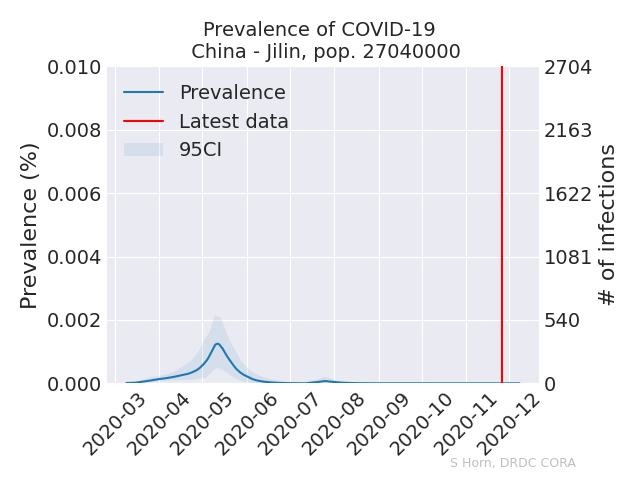 Prevalence of COVID-19
China - Jilin, pop. 27040000
Prevalence
Latest data
95CI
Prevalence (%)
0.010
0.008
0.006
0.004
0.002
0.000
2704
2163
1622
1081
540
0
# of infections
2020-03
2020-04
2020-05
2020-06
2020-07
2020-08
2020-09
2020-10
2020-11
2020-12
S Horn, DRDC CORA